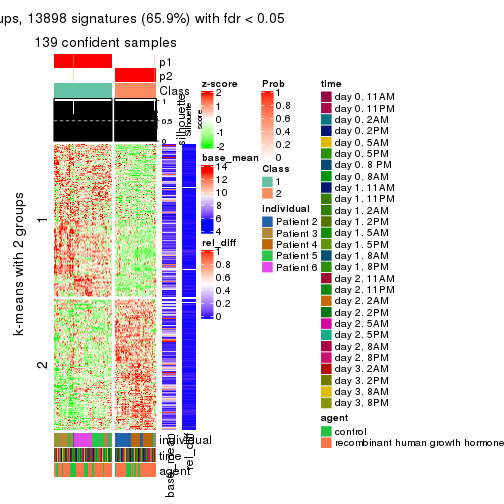 ups, 13898 signatures (65.9%) with fdr < 0.05
139 confident samples
p1
p2
Class
1
0.5
0
silhouette
Silhouette
score
k-means with 2 groups
1
2
individual
time
agent
base_mean
rel_diff
z-score
2
1
0
-1
-2
base_mean
14
12
10
8
6
4
rel_diff
1
0.8
0.6
0.4
0.2
0
Prob
1
0.8
0.6
0.4
0.2
0
Class
1
2
individual
Patient 2
Patient 3
Patient 4
Patient 5
Patient 6
time
day 0. 11AM
day 0. 11PM
day 0. 2AM
day 0. 2PM
day 0. 5AM
day 0. 5PM
day 0. 8 PM
day 0. 8AM
day 1. 11AM
day 1. 11PM
day 1. 2AM
day 1. 2PM
day 1. 5AM
day 1. 5PM
day 1. 8AM
day 1. 8PM
day 2. 11AM
day 2. 11PM
day 2. 2AM
day 2. 2PM
day 2. 5AM
day 2. 5PM
day 2. 8AM
day 2. 8PM
day 3. 2AM
day 3. 2PM
day 3. 8AM
day 3. 8PM
agent
control
recombinant human growth hormone